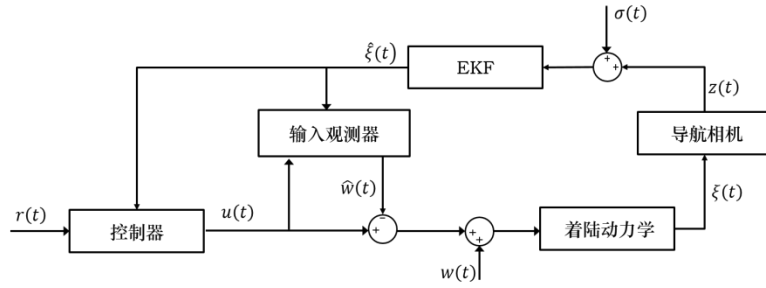 σ(t)
ξ̂(t)
EKF
+
+
z(t)
输入观测器
导航相机
ŵ(t)
ξ(t)
r(t)
控制器
u(t)
−
+
+
+
着陆动力学
w(t)